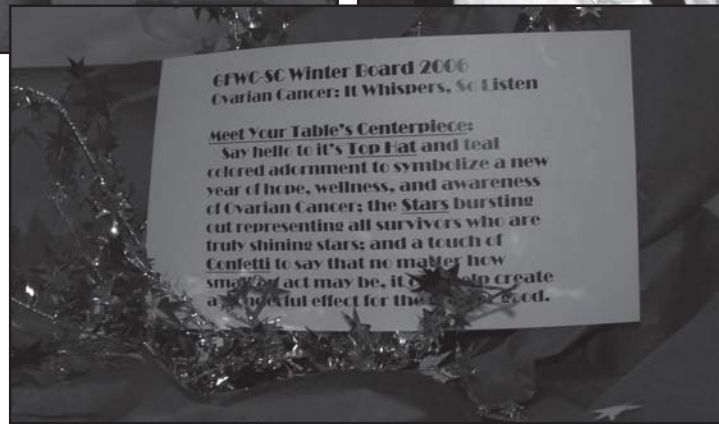 GFWC-SC Winter Board 2006
Ovarian Cancer: It Whispers, So Listen
Meet Your Table's Centerpiece:
Say hello to it's Top Hat and teal
colored adornment to symbolize a new
year of hope, wellness, and awareness
of Ovarian Cancer; the Stars bursting
out representing all survivors who are
truly shining stars; and a touch of
Confetti to say that no matter how
act may be, it create
a effect for the good.